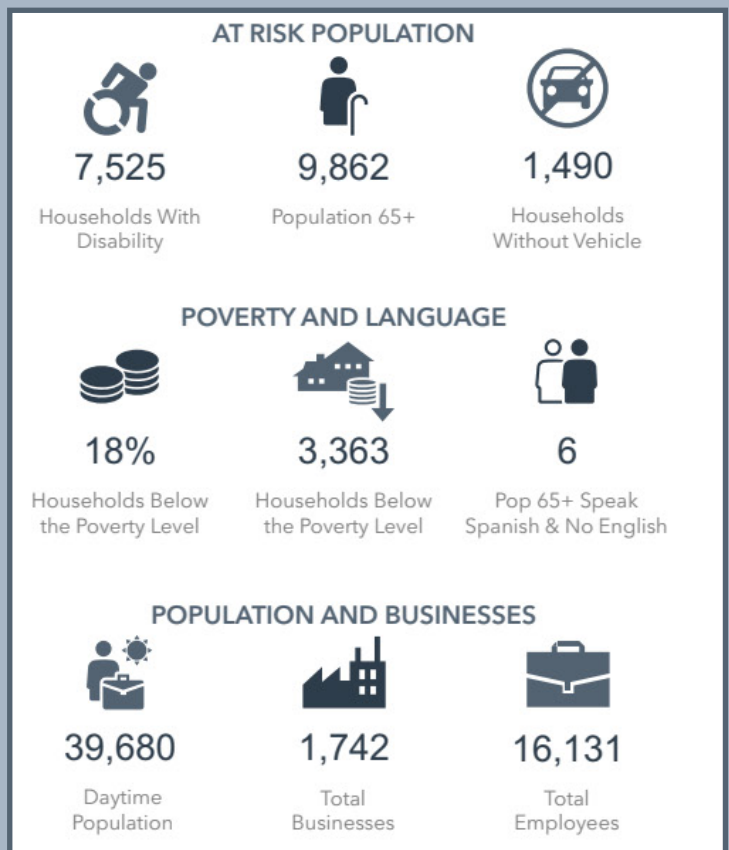 AT RISK POPULATION
7,525
9,862
1,490
Households With
Disability
Population 65+
Households
Without Vehicle
POVERTY AND LANGUAGE
18%
3,363
6
Households Below
the Poverty Level
Households Below
the Poverty Level
Pop 65+ Speak
Spanish & No English
POPULATION AND BUSINESSES
39,680
1,742
16,131
Daytime
Population
Total
Businesses
Total
Employees